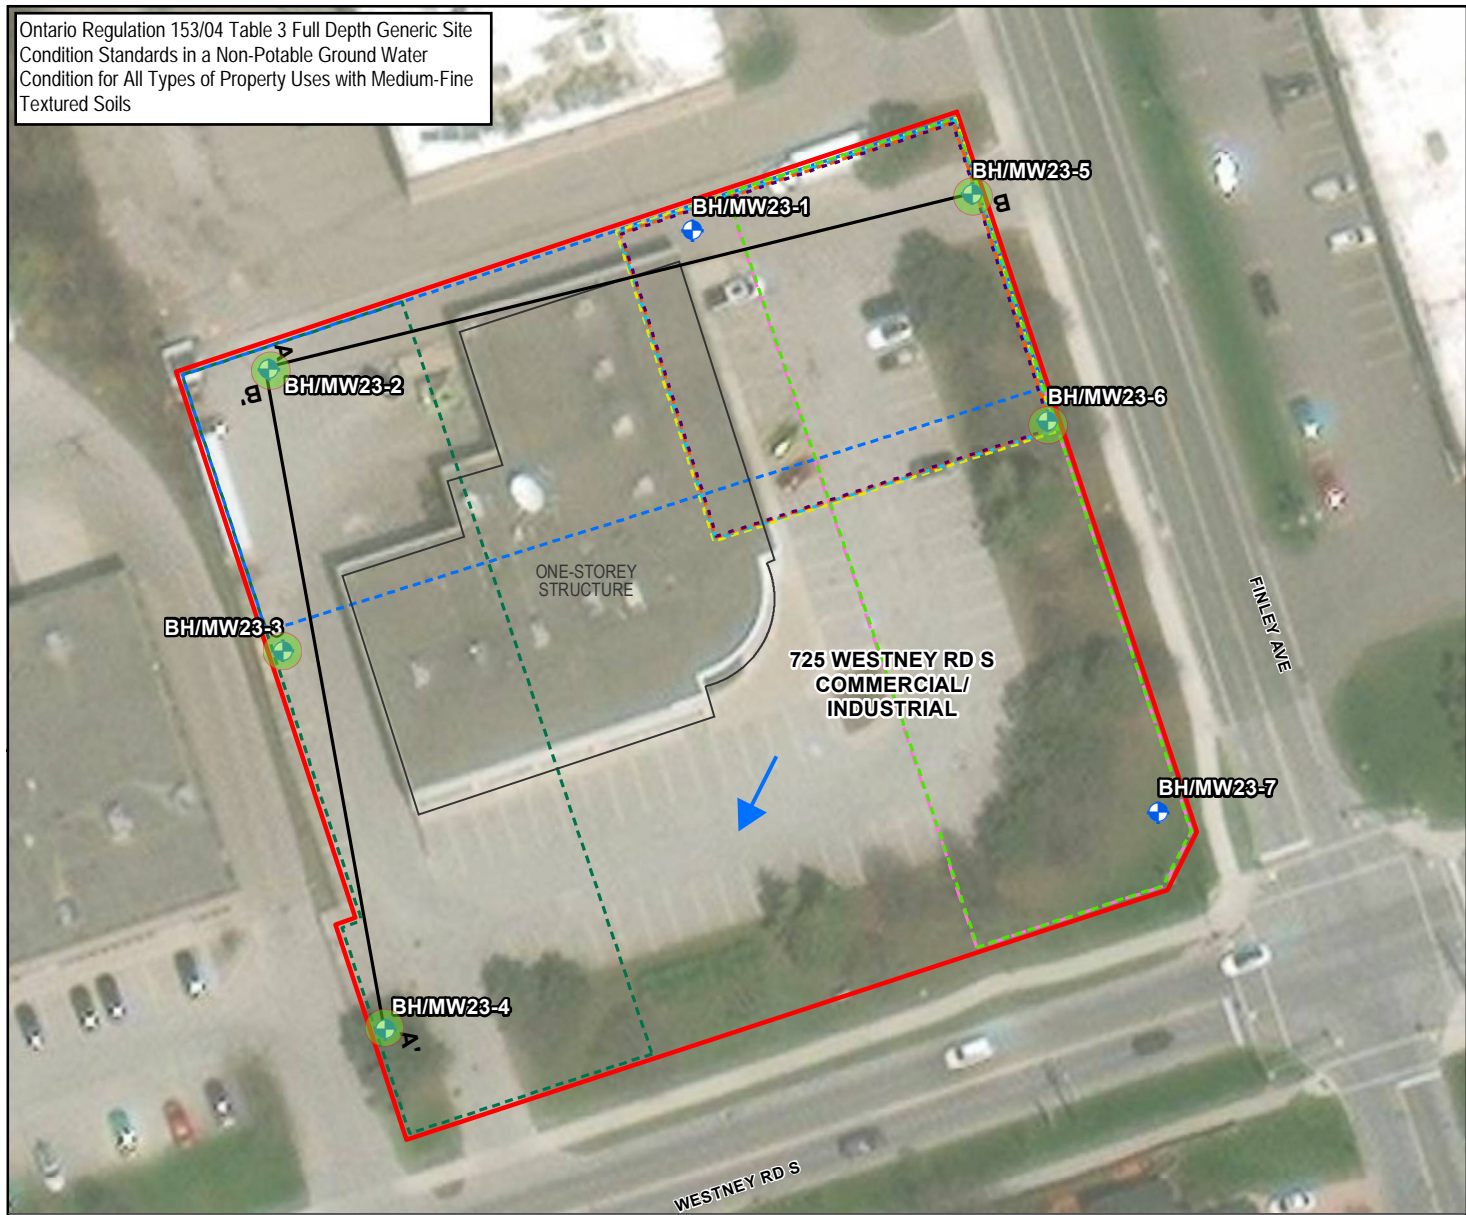 Ontario Regulation 153/04 Table 3 Full Depth Generic Site
Condition Standards in a Non-Potable Ground Water
Condition for All Types of Property Uses with Medium-Fine
Textured Soils
BH/MW23-5
B
BH/MW23-1
A
BH/MW23-2
B'
BH/MW23-6
ONE-STOREY
STRUCTURE
FINLEY AVE
BH/MW23-3
725 WESTNEY RD S
COMMERCIAL/
INDUSTRIAL
BH/MW23-7
BH/MW23-4
A'
WESTNEY RD S